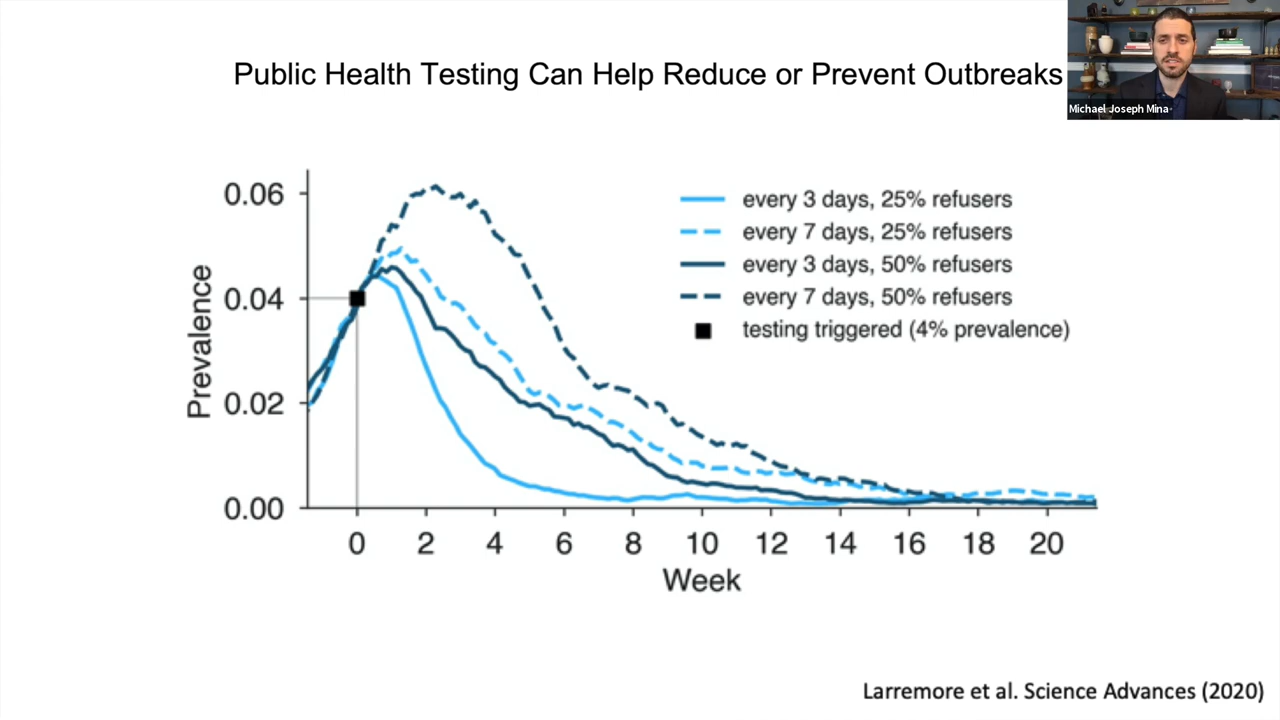 Public Health Testing Can Help Reduce or Prevent Outbreaks
Michael Joseph Mina
0.06
0.04
0.02
0.00
Prevalence
every 3 days, 25% refusers
every 7 days, 25% refusers
every 3 days, 50% refusers
every 7 days, 50% refusers
testing triggered (4% prevalence)
0 2 4 6 8 10 12 14 16 18 20
Week
Larremore et al. Science Advances (2020)